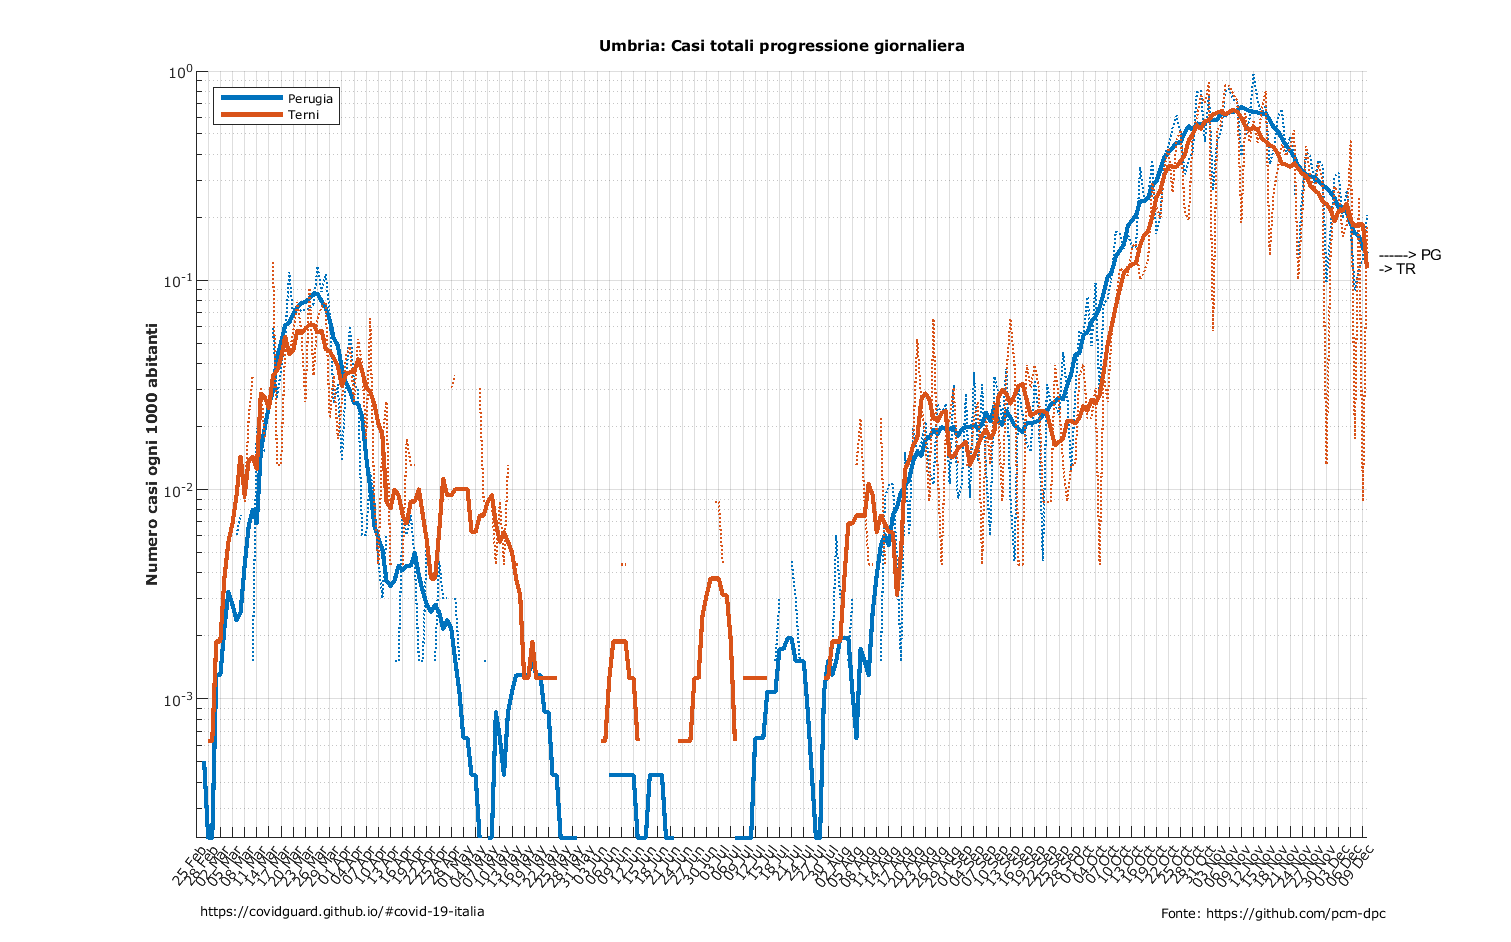 Umbria: Casi totali progressione giornaliera
Perugia
Terni
10^0
10^-1
10^-2
10^-3
Numero casi ogni 1000 abitanti
------> PG
-> TR
25 Feb
28 Feb
02 Mar
05 Mar
08 Mar
11 Mar
14 Mar
17 Mar
20 Mar
23 Mar
26 Mar
29 Mar
01 Apr
04 Apr
07 Apr
10 Apr
13 Apr
16 Apr
19 Apr
22 Apr
25 Apr
28 Apr
01 May
04 May
07 May
10 May
13 May
16 May
19 May
22 May
25 May
28 May
31 May
03 Jun
06 Jun
09 Jun
12 Jun
15 Jun
18 Jun
21 Jun
24 Jun
27 Jun
30 Jun
03 Jul
06 Jul
09 Jul
12 Jul
15 Jul
18 Jul
21 Jul
24 Jul
27 Jul
30 Jul
02 Aug
05 Aug
08 Aug
11 Aug
14 Aug
17 Aug
20 Aug
23 Aug
26 Aug
29 Aug
01 Sep
04 Sep
07 Sep
10 Sep
13 Sep
16 Sep
19 Sep
22 Sep
25 Sep
28 Sep
01 Oct
04 Oct
07 Oct
10 Oct
13 Oct
16 Oct
19 Oct
22 Oct
25 Oct
28 Oct
31 Oct
03 Nov
06 Nov
09 Nov
12 Nov
15 Nov
18 Nov
21 Nov
24 Nov
27 Nov
30 Nov
03 Dec
06 Dec
09 Dec
https://covidguard.github.io/#covid-19-italia
Fonte: https://github.com/pcm-dpc